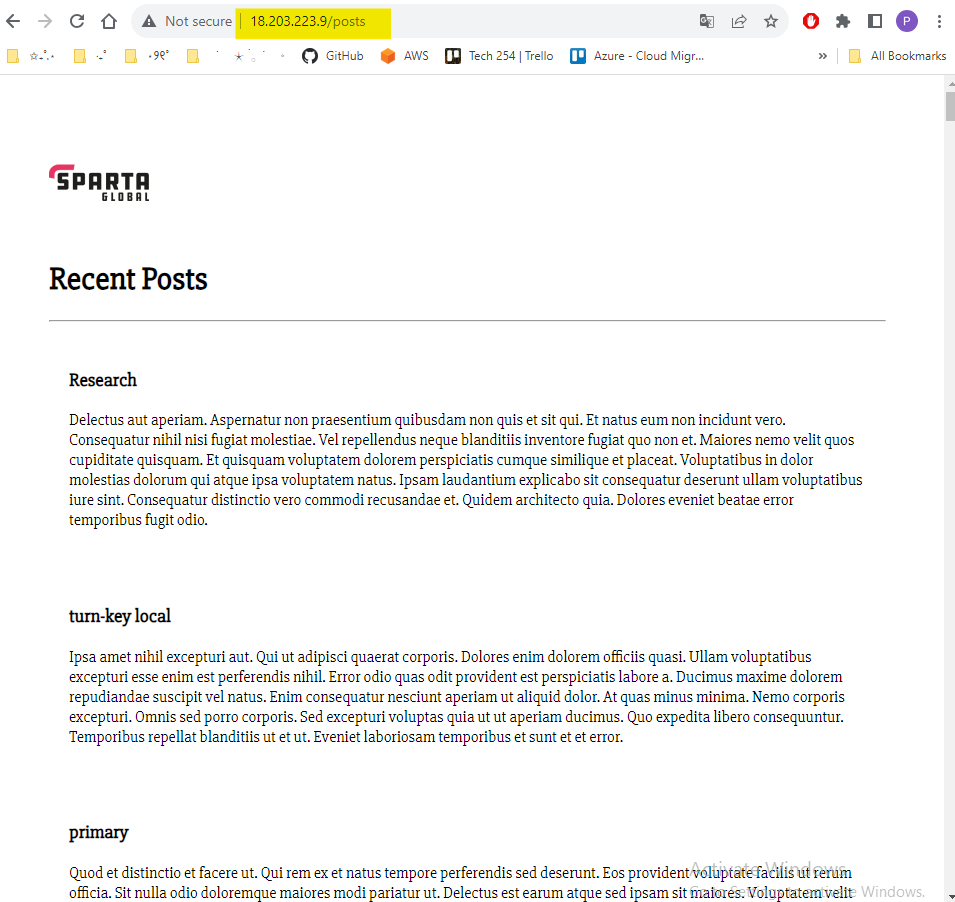 Not secure | 18.203.223.9/posts
P
GitHub AWS Tech 254 | Trello Azure - Cloud Migr... » All Bookmarks
SPARTA
GLOBAL
Recent Posts
Research
Delectus aut aperiam. Aspernatur non praesentium quibusdam non quis et sit qui. Et natus eum non incidunt vero.
Consequatur nihil nisi fugiat molestiae. Vel repellendus neque blanditiis inventore fugiat quo non et. Maiores nemo velit quos
cupiditate quisquam. Et quisquam voluptatem dolorem perspiciatis cumque similique et placeat. Voluptatibus in dolor
molestias dolorum qui atque ipsa voluptatem natus. Ipsam laudantium explicabo sit consequatur deserunt ullam voluptatibus
iure sint. Consequatur distinctio vero commodi recusandae et. Quidem architecto quia. Dolores eveniet beatae error
temporibus fugit odio.
turn-key local
Ipsa amet nihil excepturi aut. Qui ut adipisci quaerat corporis. Dolores enim dolorem officiis quasi. Ullam voluptatibus
excepturi esse enim est perferendis nihil. Error odio quas odit provident est perspiciatis labore a. Ducimus maxime dolorem
repudiandae suscipit vel natus. Enim consequatur nesciunt aperiam ut aliquid dolor. At quas minus minima. Nemo corporis
excepturi. Omnis sed porro corporis. Sed excepturi voluptas quia ut ut aperiam ducimus. Quo expedita libero consequuntur.
Temporibus repellat blanditiis ut et ut. Eveniet laboriosam temporibus et sunt et et error.
primary
Quod et distinctio et facere ut. Qui rem ex et natus tempore perferendis sed deserunt. Eos provident voluptate facilis ut rerum
officia. Sit nulla odio doloremque maiores modi pariatur ut. Delectus est earum atque sed ipsam sit maiores. Voluptatem velit
Activate Windows
Go to Settings to activate Windows.